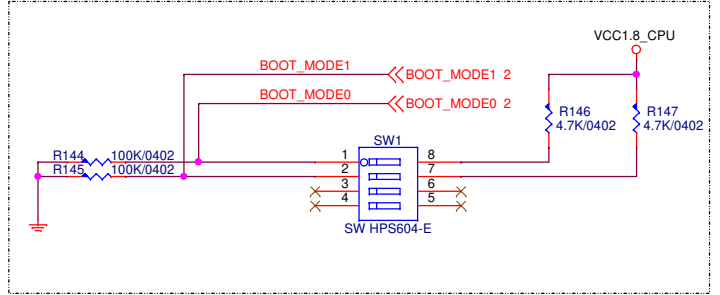 VCC1.8_CPU
BOOT_MODE1
BOOT_MODE1 2
BOOT_MODE0
BOOT_MODE0 2
R146
4.7K/0402
R147
4.7K/0402
SW1
R144 100K/0402
1 8
R145 100K/0402
2 7
3 6
4 5
SW HPS604-E